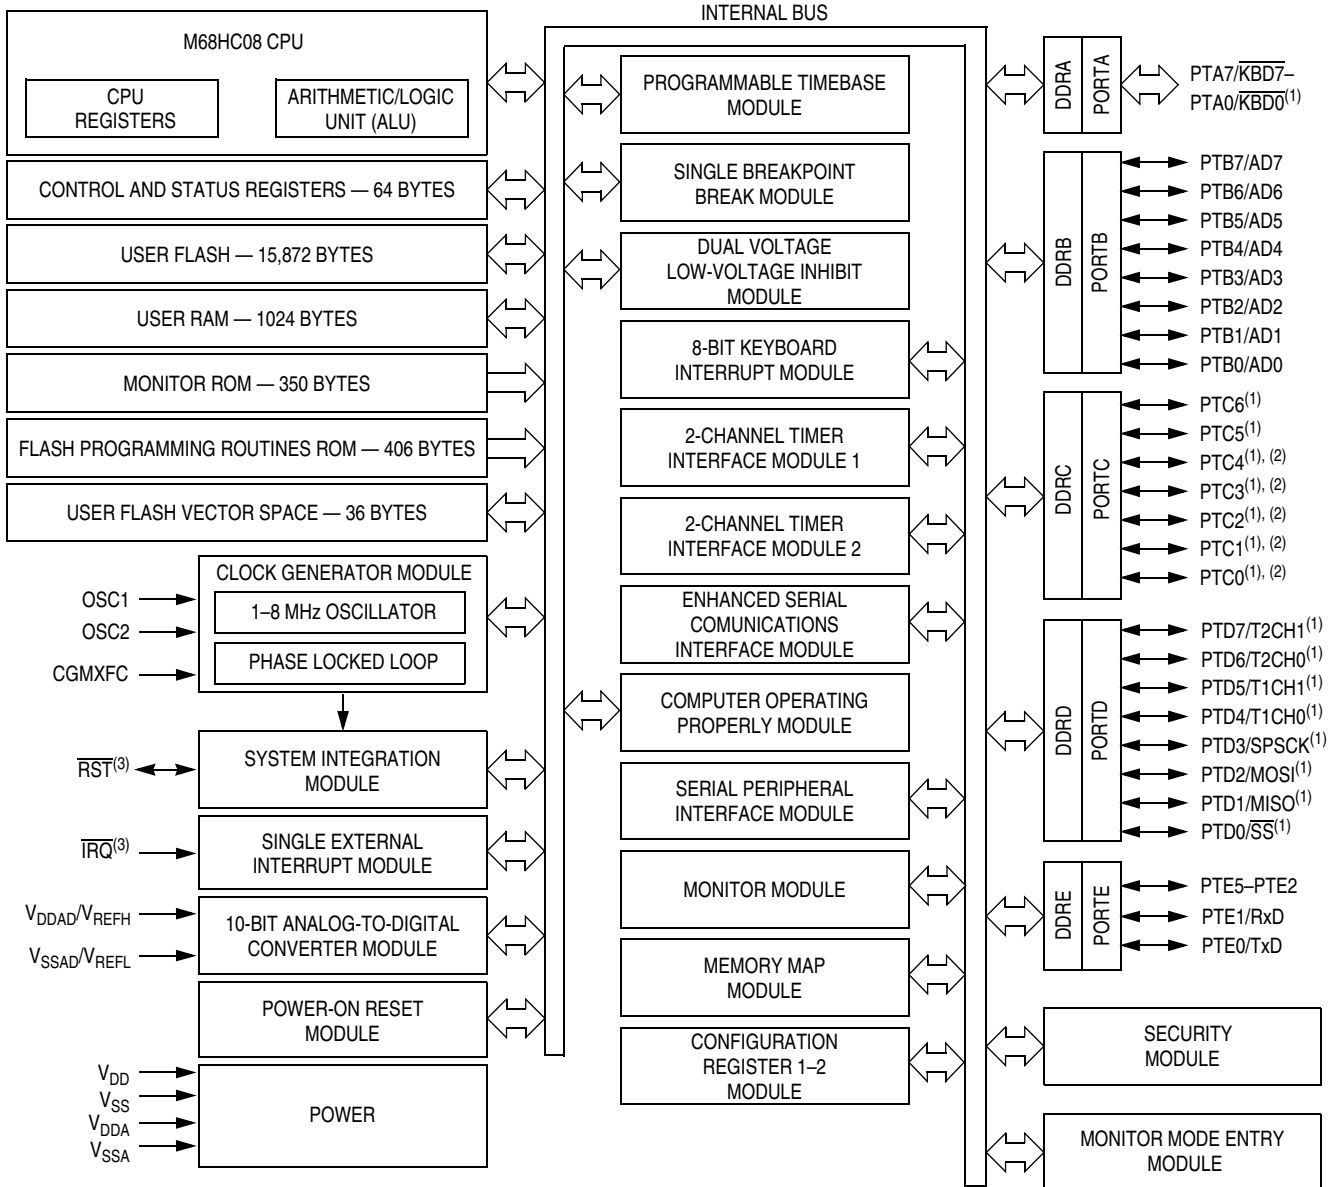 INTERNAL BUS
M68HC08 CPU
CPU
REGISTERS
ARITHMETIC/LOGIC
UNIT (ALU)
CONTROL AND STATUS REGISTERS — 64 BYTES
USER FLASH — 15,872 BYTES
USER RAM — 1024 BYTES
MONITOR ROM — 350 BYTES
FLASH PROGRAMMING ROUTINES ROM — 406 BYTES
USER FLASH VECTOR SPACE — 36 BYTES
CLOCK GENERATOR MODULE
1–8 MHz OSCILLATOR
PHASE LOCKED LOOP
OSC1
OSC2
CGMXFC
SYSTEM INTEGRATION
MODULE
R̅S̅T̅(3)
SINGLE EXTERNAL
INTERRUPT MODULE
I̅R̅Q̅(3)
10-BIT ANALOG-TO-DIGITAL
CONVERTER MODULE
VDDAD/VREFH
VSSAD/VREFL
POWER-ON RESET
MODULE
POWER
VDD
VSS
VDDA
VSSA
PROGRAMMABLE TIMEBASE
MODULE
SINGLE BREAKPOINT
BREAK MODULE
DUAL VOLTAGE
LOW-VOLTAGE INHIBIT
MODULE
8-BIT KEYBOARD
INTERRUPT MODULE
2-CHANNEL TIMER
INTERFACE MODULE 1
2-CHANNEL TIMER
INTERFACE MODULE 2
ENHANCED SERIAL
COMUNICATIONS
INTERFACE MODULE
COMPUTER OPERATING
PROPERLY MODULE
SERIAL PERIPHERAL
INTERFACE MODULE
MONITOR MODULE
MEMORY MAP
MODULE
CONFIGURATION
REGISTER 1–2
MODULE
DDRA
PORTA
PTA7/K̅B̅D̅7̅–
PTA0/K̅B̅D̅0̅(1)
DDRB
PORTB
PTB7/AD7
PTB6/AD6
PTB5/AD5
PTB4/AD4
PTB3/AD3
PTB2/AD2
PTB1/AD1
PTB0/AD0
DDRC
PORTC
PTC6(1)
PTC5(1)
PTC4(1), (2)
PTC3(1), (2)
PTC2(1), (2)
PTC1(1), (2)
PTC0(1), (2)
DDRD
PORTD
PTD7/T2CH1(1)
PTD6/T2CH0(1)
PTD5/T1CH1(1)
PTD4/T1CH0(1)
PTD3/SPSCK(1)
PTD2/MOSI(1)
PTD1/MISO(1)
PTD0/S̅S̅(1)
DDRE
PORTE
PTE5–PTE2
PTE1/RxD
PTE0/TxD
SECURITY
MODULE
MONITOR MODE ENTRY
MODULE